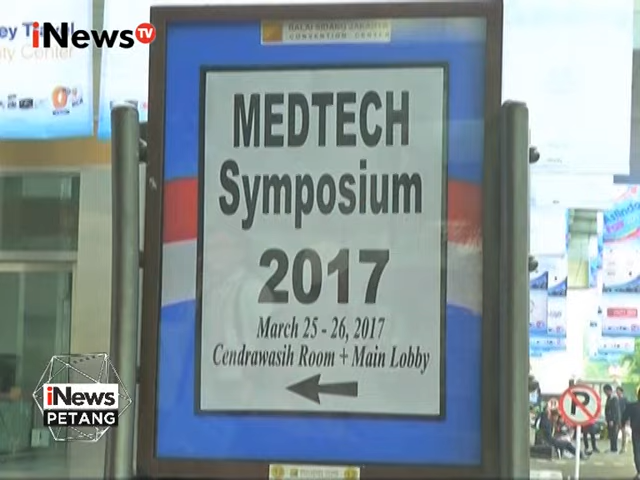 iNews TV
BALAI SIDANG JAKARTA
CONVENTION CENTER
MEDTECH
Symposium
2017
March 25 - 26, 2017
Cendrawasih Room + Main Lobby
iNews
PETANG
P